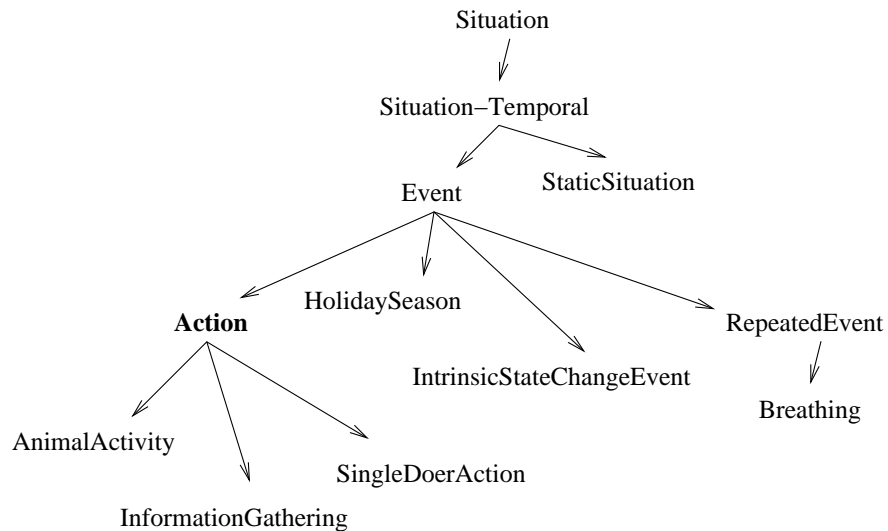 Situation
Situation−Temporal
StaticSituation
Event
HolidaySeason
Action
RepeatedEvent
IntrinsicStateChangeEvent
Breathing
AnimalActivity
SingleDoerAction
InformationGathering